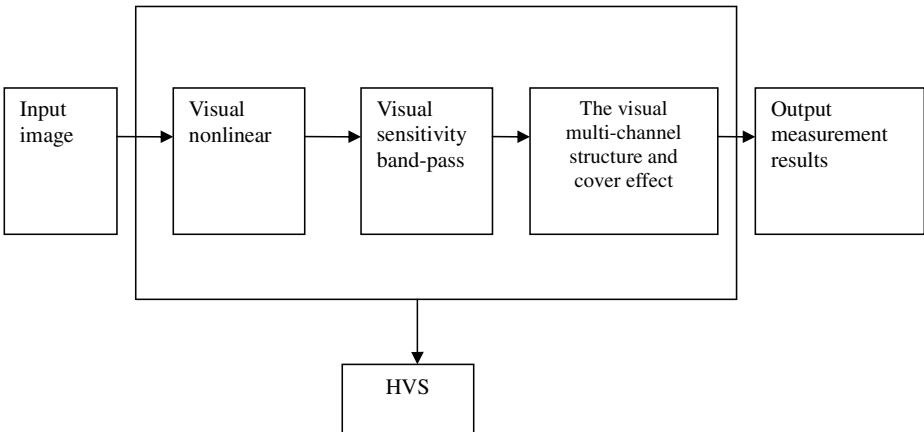 Input
image
Visual
nonlinear
Visual
sensitivity
band-pass
The visual
multi-channel
structure and
cover effect
Output
measurement
results
HVS